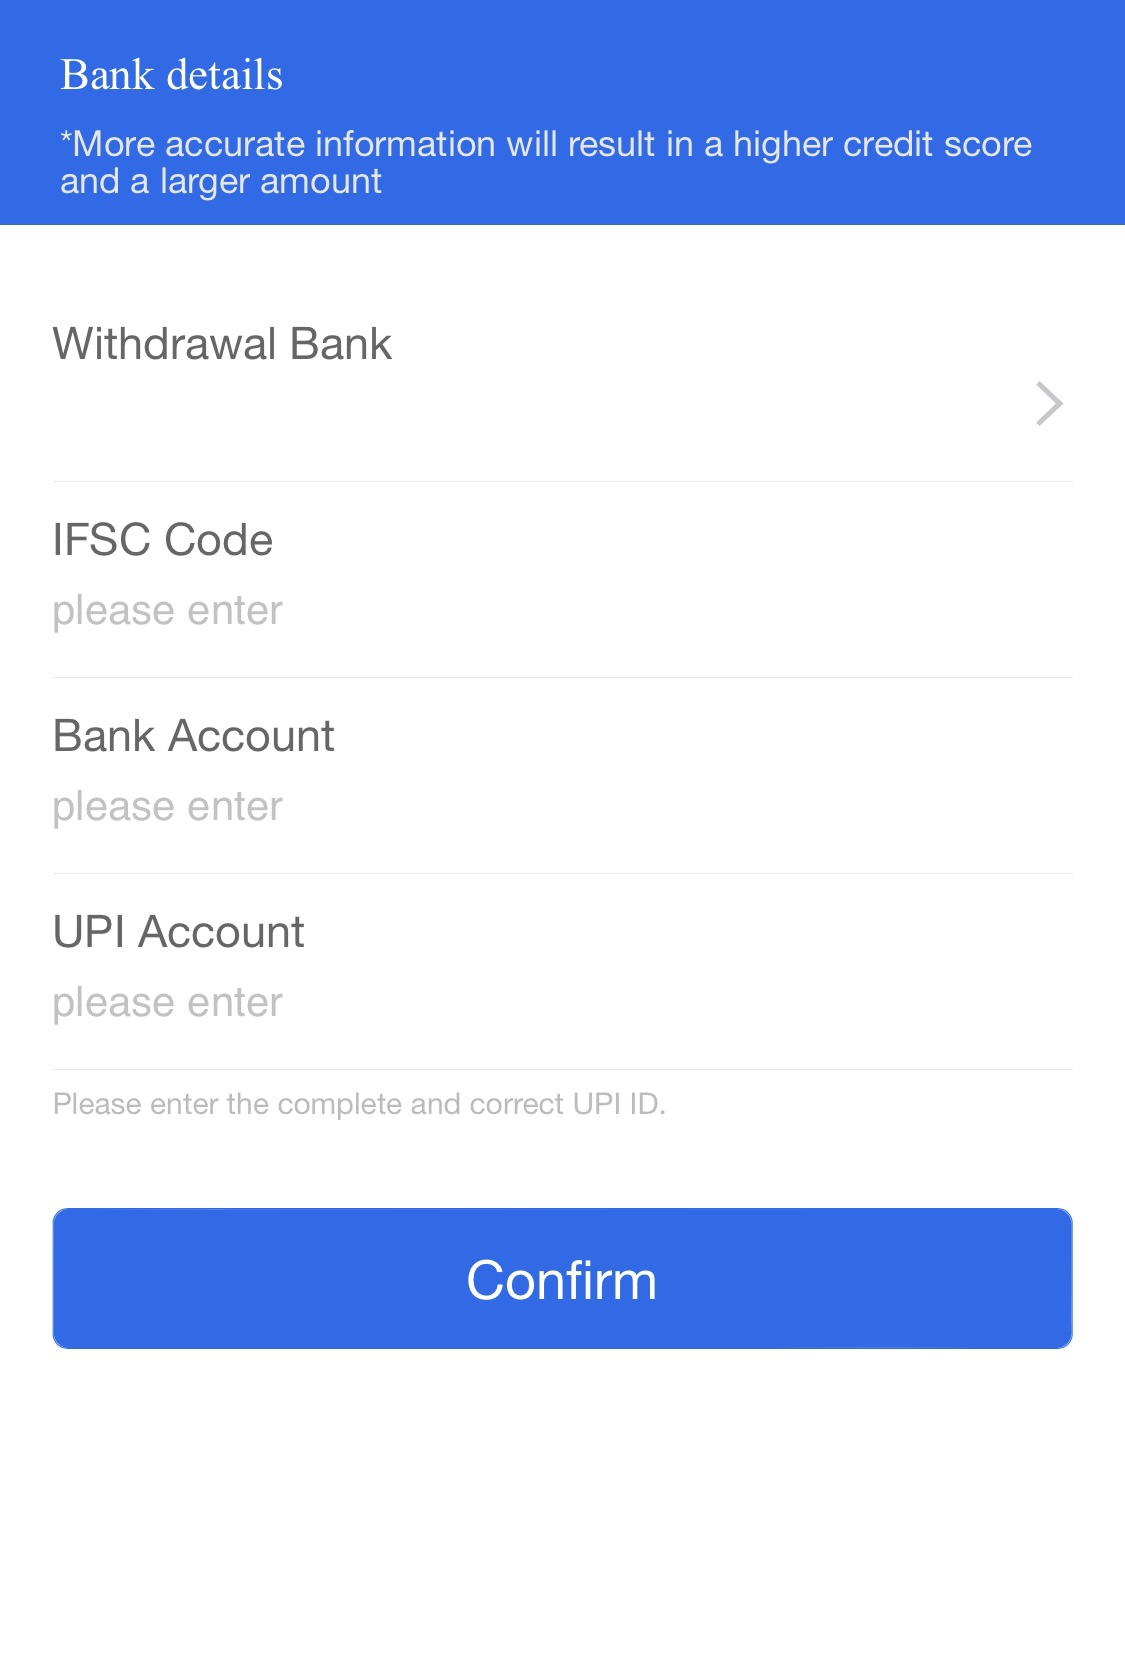 Bank details
*More accurate information will result in a higher credit score
and a larger amount
Withdrawal Bank
IFSC Code
please enter
Bank Account
please enter
UPI Account
please enter
Please enter the complete and correct UPI ID.
Confirm